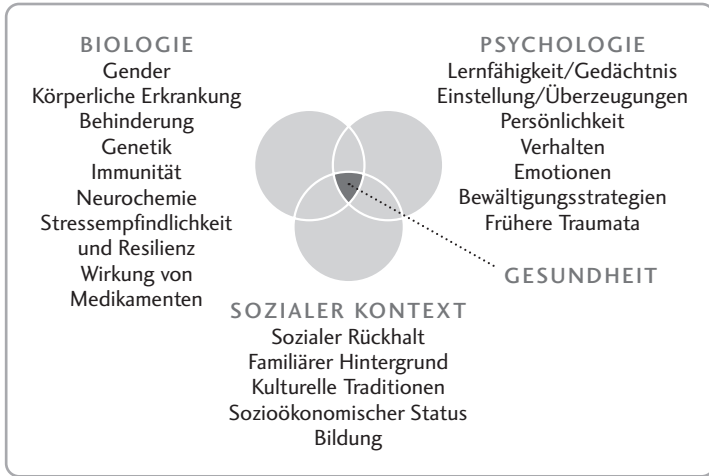 BIOLOGIE
Gender
Körperliche Erkrankung
Behinderung
Genetik
Immunität
Neurochemie
Stressempfindlichkeit
und Resilienz
Wirkung von
Medikamenten
PSYCHOLOGIE
Lernfähigkeit/Gedächtnis
Einstellung/Überzeugungen
Persönlichkeit
Verhalten
Emotionen
Bewältigungsstrategien
Frühere Traumata
GESUNDHEIT
SOZIALER KONTEXT
Sozialer Rückhalt
Familiärer Hintergrund
Kulturelle Traditionen
Sozioökonomischer Status
Bildung